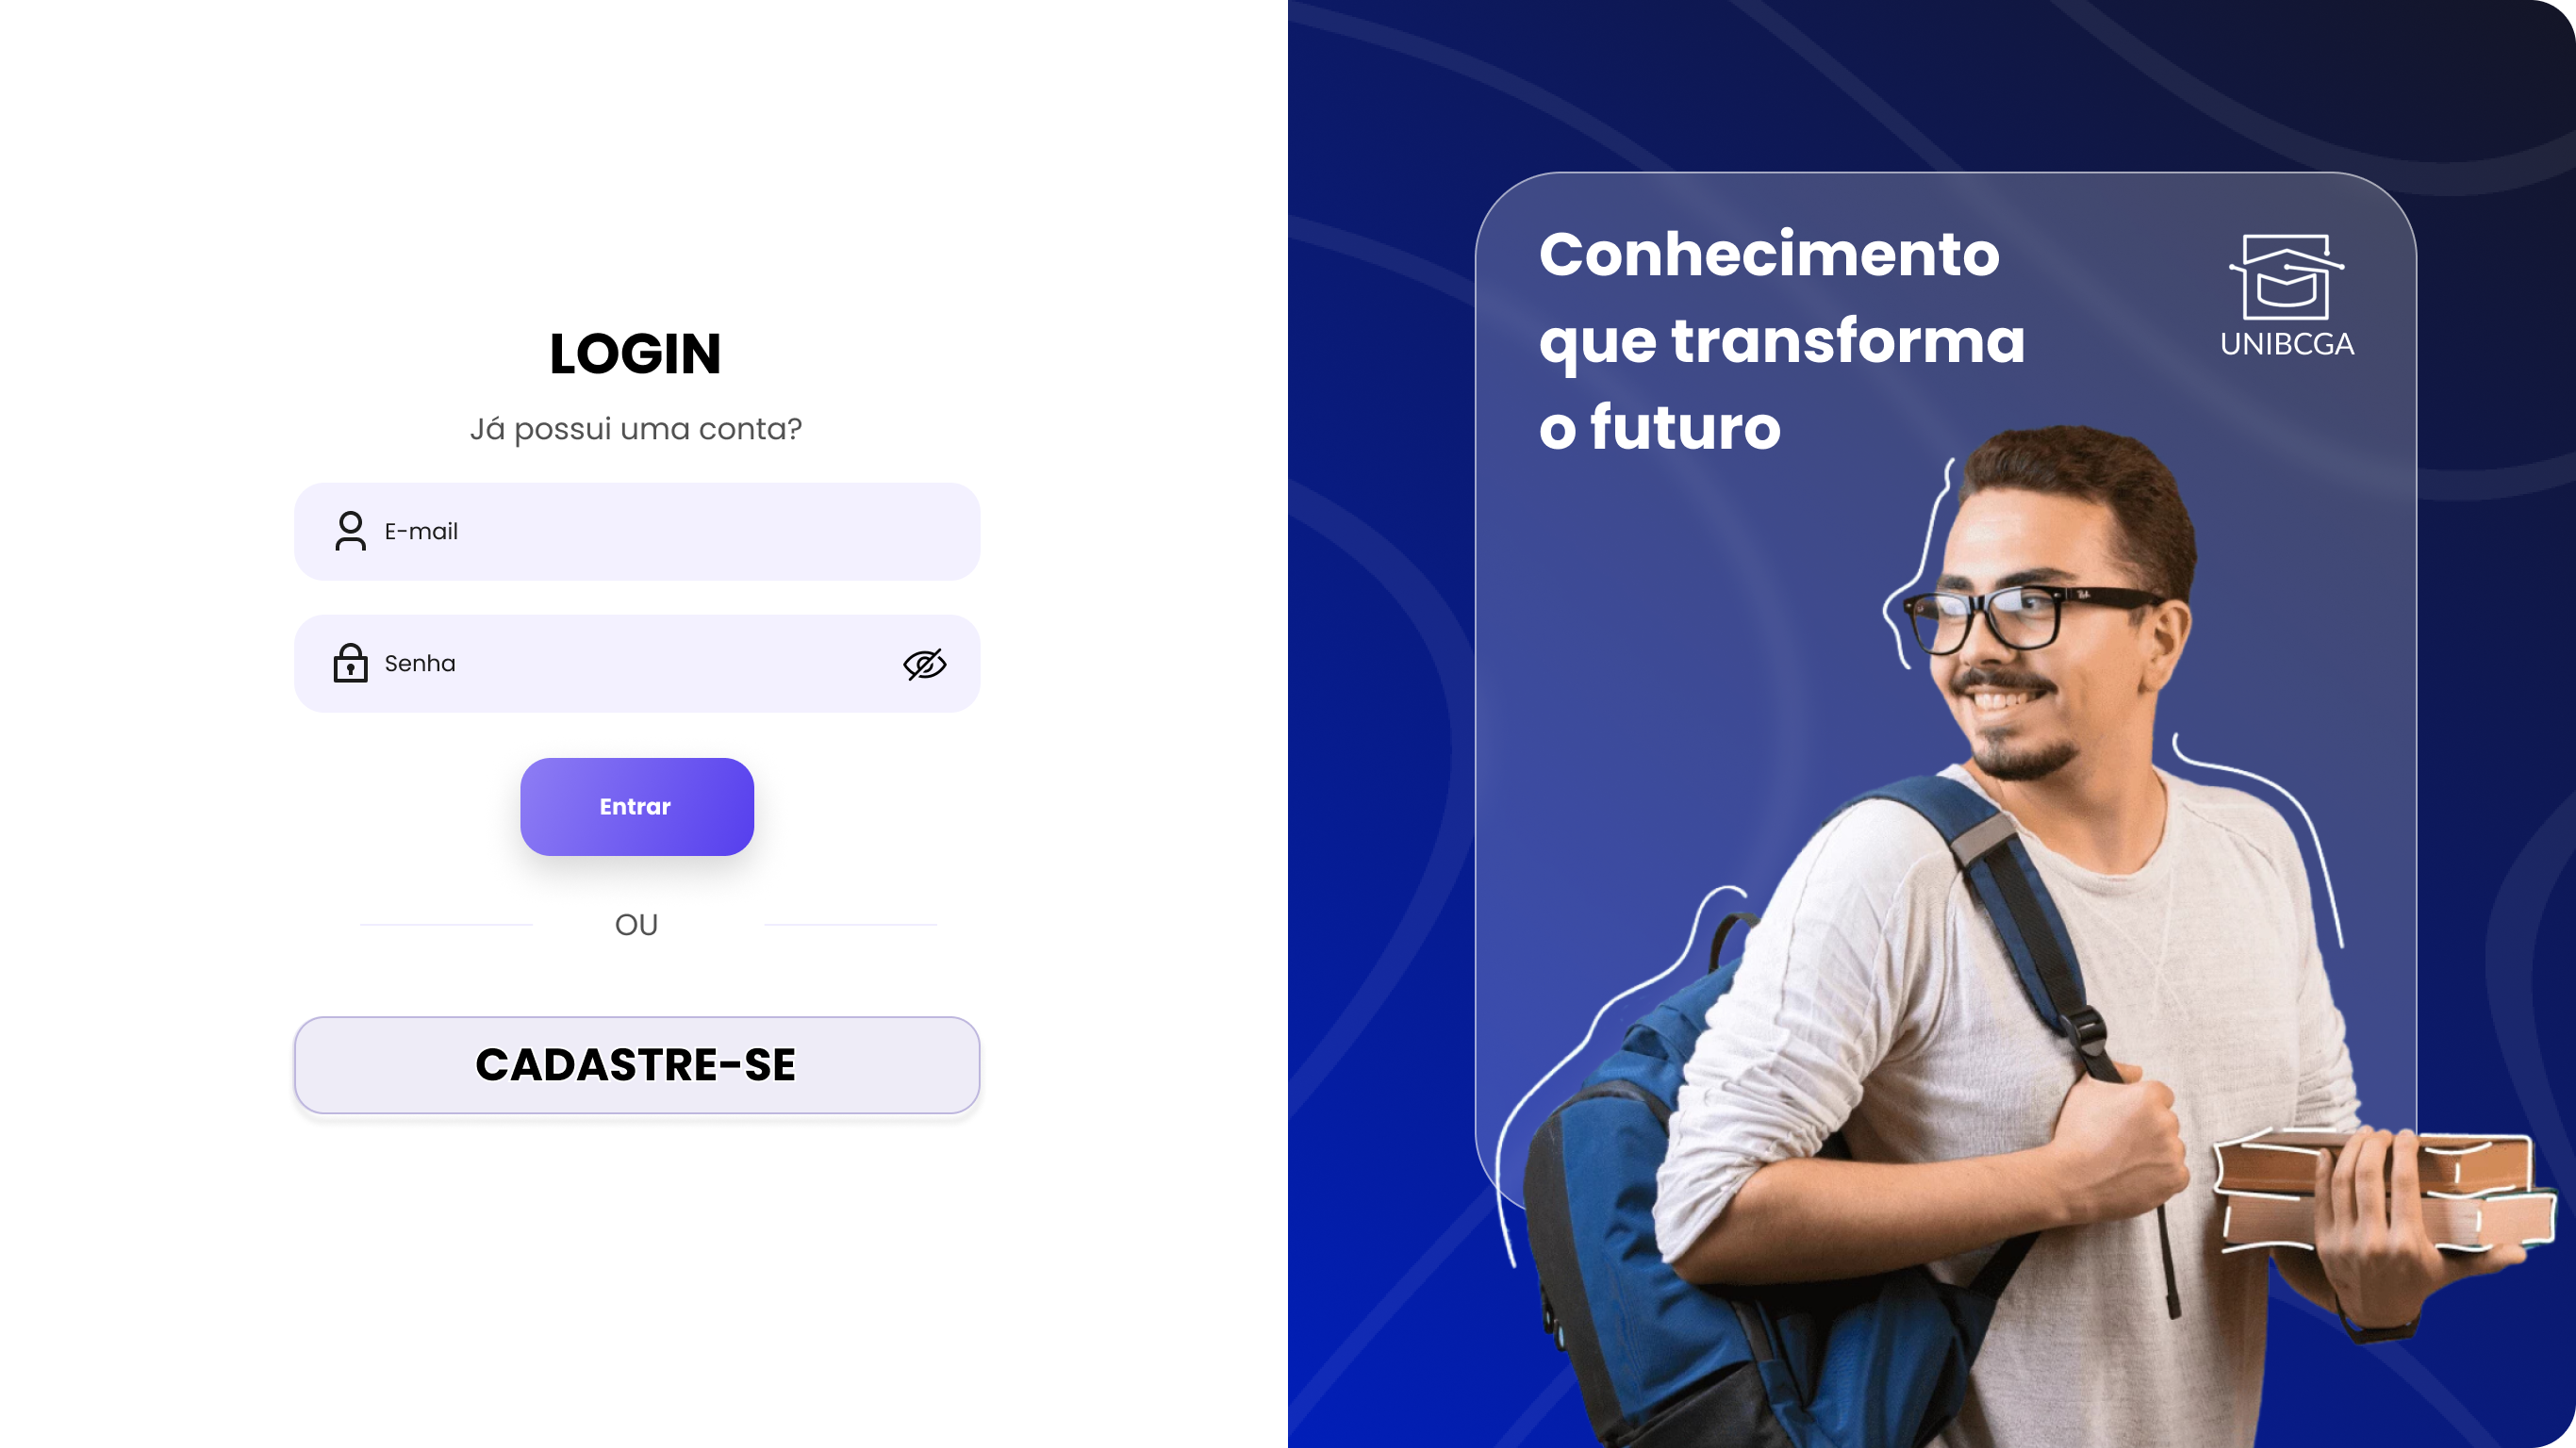 LOGIN
Já possui uma conta?
E-mail
Senha
Entrar
OU
CADASTRE-SE
Conhecimento
que transforma
o futuro
UNIBCGA